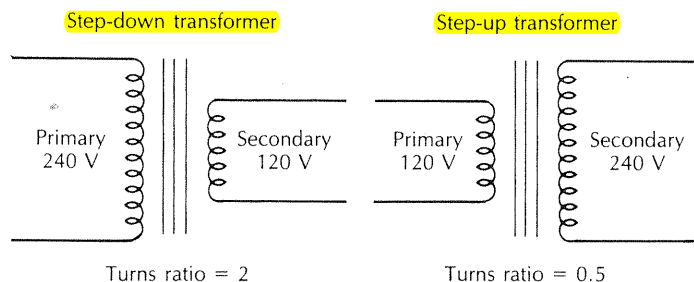 Step-down transformer
Step-up transformer
Primary
240 V
Secondary
120 V
Primary
120 V
Secondary
240 V
Turns ratio = 2
Turns ratio = 0.5